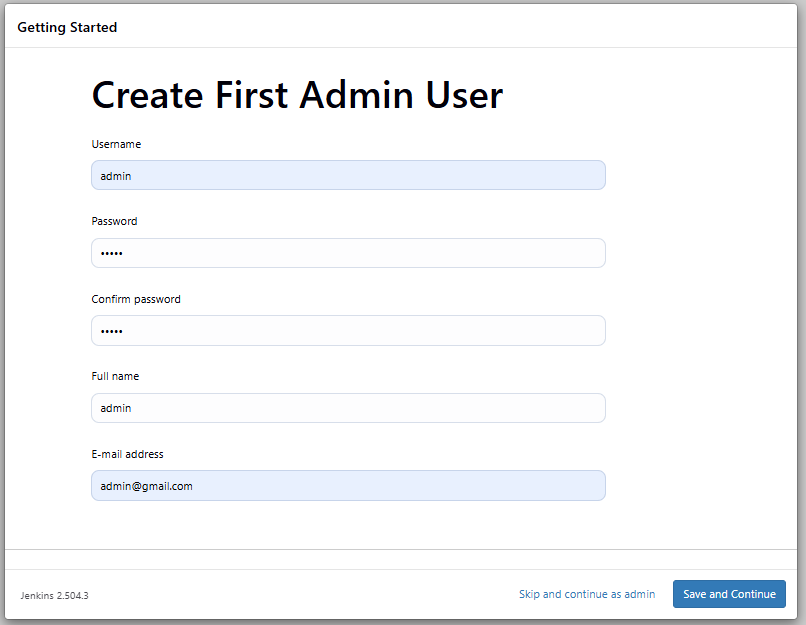 Getting Started
Create First Admin User
Username
admin
Password
•••••
Confirm password
•••••
Full name
admin
E-mail address
admin@gmail.com
Jenkins 2.504.3
Skip and continue as admin
Save and Continue